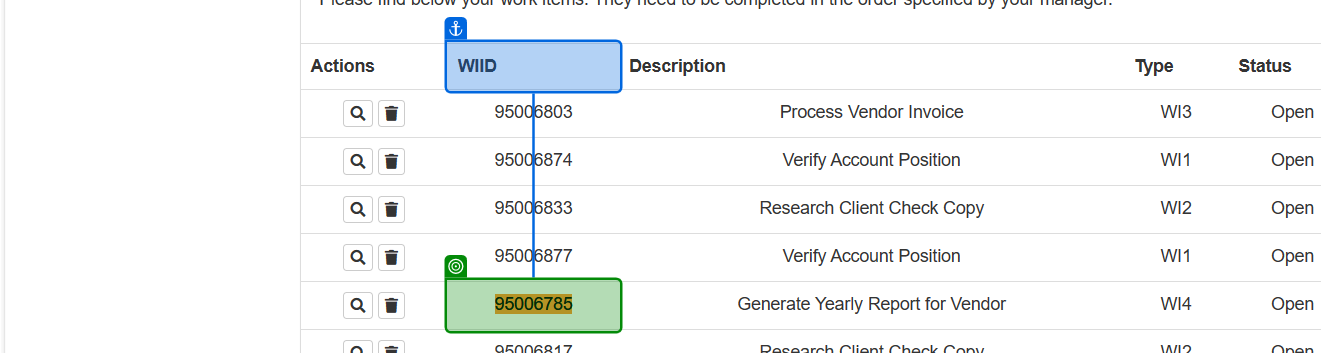 Please find below your work items. They need to be completed in the order specified by your manager.
Actions WIID Description Type Status
95006803 Process Vendor Invoice WI3 Open
95006874 Verify Account Position WI1 Open
95006833 Research Client Check Copy WI2 Open
95006877 Verify Account Position WI1 Open
95006785 Generate Yearly Report for Vendor WI4 Open
95006817 Research Client Check Copy WI2 Open